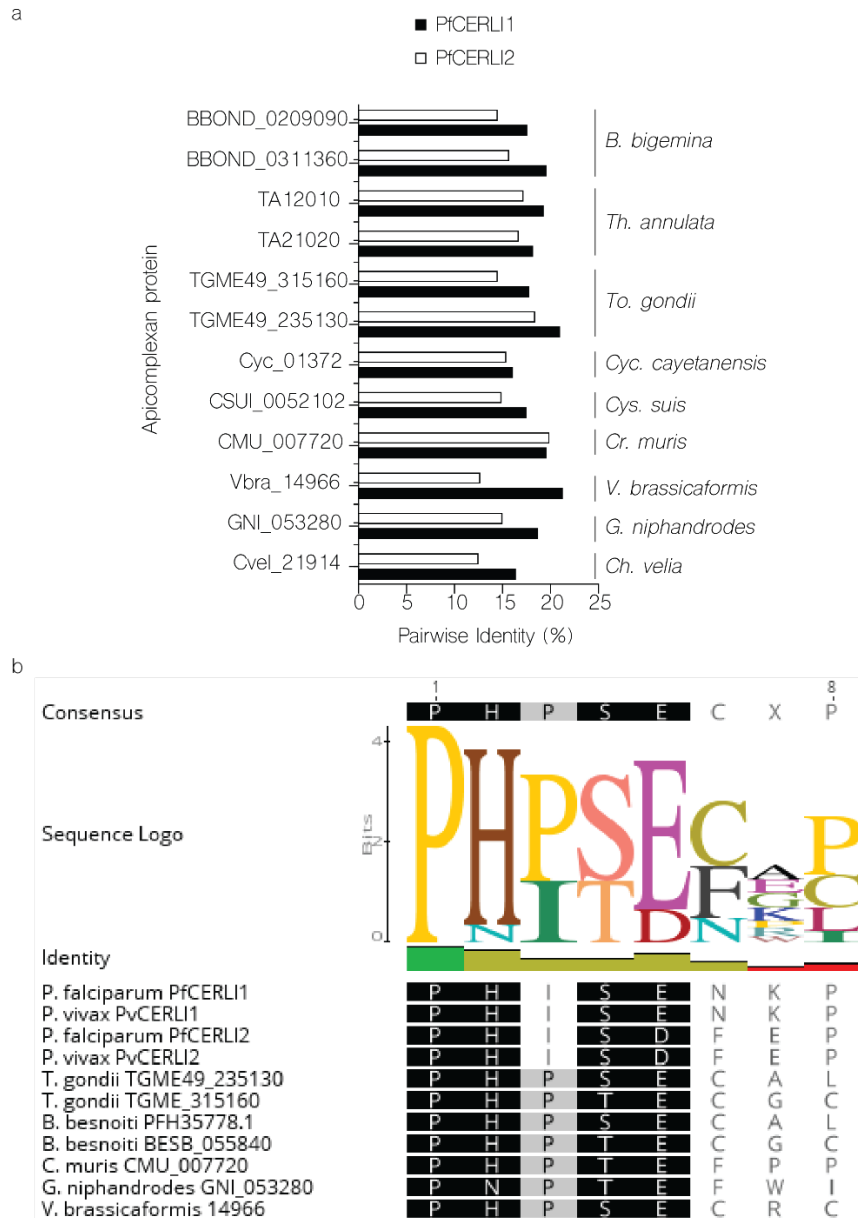 a
PfCERLI1
PfCERLI2
Apicomplexan protein
BBOND_0209090
BBOND_0311360
B. bigemina
TA12010
TA21020
Th. annulata
TGME49_315160
TGME49_235130
To. gondii
Cyc_01372
Cyc. cayetanensis
CSUI_0052102
Cys. suis
CMU_007720
Cr. muris
Vbra_14966
V. brassicaformis
GNI_053280
G. niphandrodes
Cvel_21914
Ch. velia
0 5 10 15 20 25
Pairwise Identity (%)
b
1 8
Consensus P H P S E C X P
Sequence Logo
Bits
4
2
0
P H P S E C A P
N I T D F E C
N G L
K I
P
R
W
Identity
P. falciparum PfCERLI1 P H I S E N K P
P. vivax PvCERLI1 P H I S E N K P
P. falciparum PfCERLI2 P H I S D F E P
P. vivax PvCERLI2 P H I S D F E P
T. gondii TGME49_235130 P H P S E C A L
T. gondii TGME_315160 P H P T E C G C
B. besnoiti PFH35778.1 P H P S E C A L
B. besnoiti BESB_055840 P H P T E C G C
C. muris CMU_007720 P H P T E F P P
G. niphandrodes GNI_053280 P N P T E F W I
V. brassicaformis 14966 P H P S E C R C